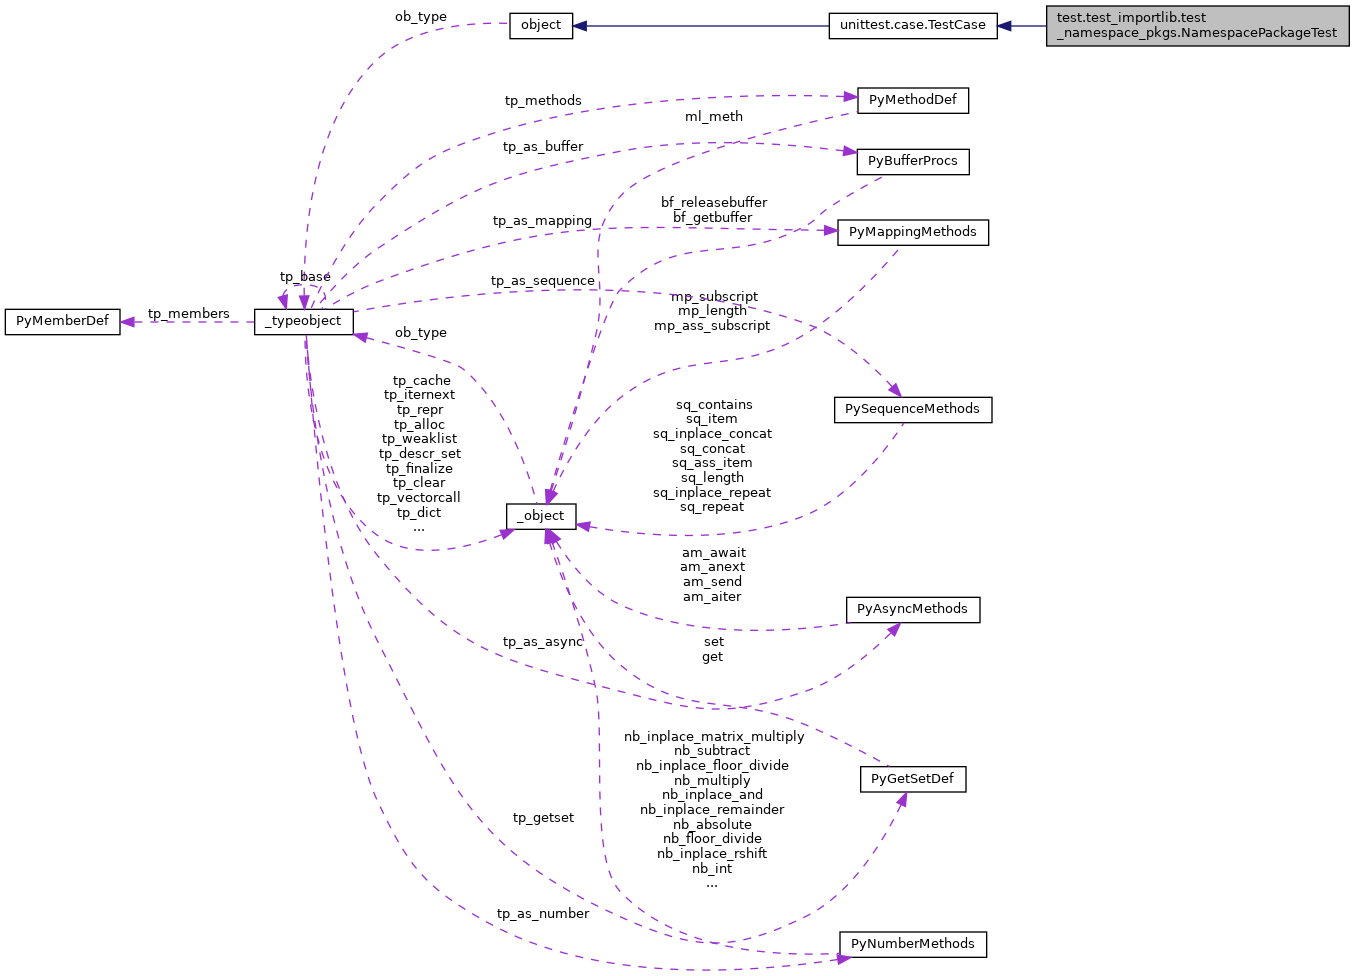 ob_type
object
unittest.case.TestCase
test.test_importlib.test
_namespace_pkgs.NamespacePackageTest
tp_methods
PyMethodDef
ml_meth
tp_as_buffer
PyBufferProcs
bf_releasebuffer
bf_getbuffer
tp_as_mapping
PyMappingMethods
tp_base
tp_as_sequence
mp_subscript
mp_length
mp_ass_subscript
PyMemberDef
tp_members
_typeobject
ob_type
tp_cache
tp_iternext
tp_repr
tp_alloc
tp_weaklist
tp_descr_set
tp_finalize
tp_clear
tp_vectorcall
tp_dict
...
sq_contains
sq_item
sq_inplace_concat
sq_concat
sq_ass_item
sq_length
sq_inplace_repeat
sq_repeat
PySequenceMethods
_object
am_await
am_anext
am_send
am_aiter
PyAsyncMethods
tp_as_async
set
get
nb_inplace_matrix_multiply
nb_subtract
nb_inplace_floor_divide
nb_multiply
nb_inplace_and
nb_inplace_remainder
nb_absolute
nb_floor_divide
nb_inplace_rshift
nb_int
...
PyGetSetDef
tp_getset
tp_as_number
PyNumberMethods